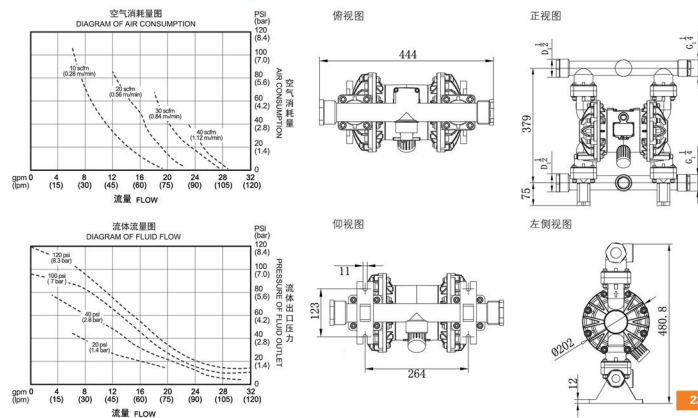 空气消耗量图
DIAGRAM OF AIR CONSUMPTION
PSI
(bar)
120
(8.4)
100
(7.0)
80
(5.6)
60
(4.2)
40
(2.8)
20
(1.4)
0
空气消耗量
AIR CONSUMPTION
10 scfm
(0.28 m/min)
20 scfm
(0.56 m/min)
30 scfm
(0.84 m/min)
40 scfm
(1.12 m/min)
gpm 0 4 8 12 16 20 24 28 32
(lpm) (15) (30) (45) (60) (75) (90) (105) (120)
流量 FLOW
俯视图
444
正视图
379
75
流体流量图
DIAGRAM OF FLUID FLOW
PSI
(bar)
120
(8.4)
100
(7.0)
80
(5.6)
60
(4.2)
40
(2.8)
20
(1.4)
0
流体出口压力
PRESSURE OF FLUID OUTLET
120 psi
(8.3 bar)
100 psi
( 7 bar)
40 psi
(2.8 bar)
20 psi
(1.4 bar)
gpm 0 4 8 12 16 20 24 28 32
(lpm) (15) (30) (45) (60) (75) (90) (105) (120)
流量 FLOW
仰视图
11
123
264
左侧视图
480.8
Ø202
12